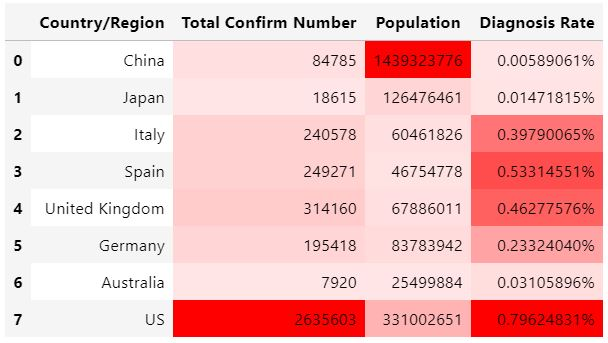 Country/Region Total Confirm Number Population Diagnosis Rate
0 China 84785 1439323776 0.00589061%
1 Japan 18615 126476461 0.01471815%
2 Italy 240578 60461826 0.39790065%
3 Spain 249271 46754778 0.53314551%
4 United Kingdom 314160 67886011 0.46277576%
5 Germany 195418 83783942 0.23324040%
6 Australia 7920 25499884 0.03105896%
7 US 2635603 331002651 0.79624831%